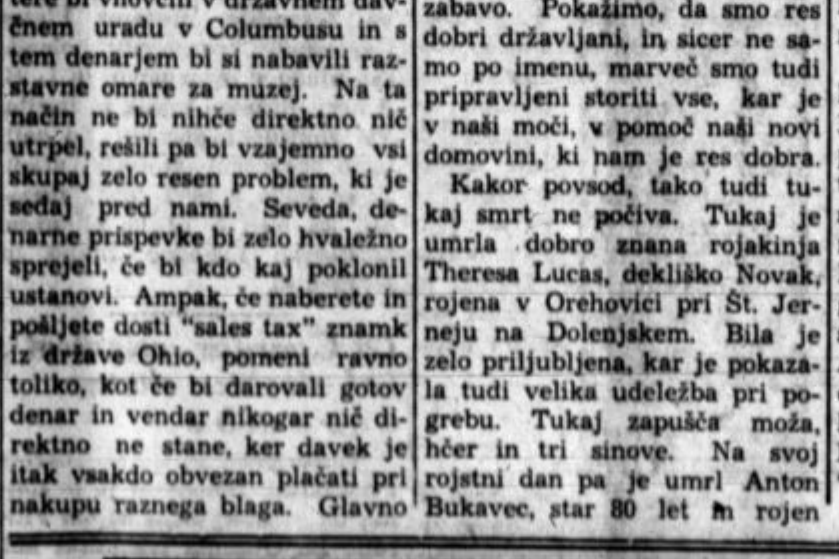 tere bi vnovčili v državnem dav-
čnem uradu v Columbusu in s
tem denarjem bi si nabavili raz-
stavne omare za muzej. Na ta
način ne bi nihče direktno nič
utrpel, rešili pa bi vzajemno vsi
skupaj zelo resen problem, ki je
sedaj pred nami. Seveda, de-
narne prispevke bi zelo hvaležno
sprejeli, če bi kdo kaj poklonil
ustanovi. Ampak, če naberete in
pošljete dosti "sales tax" znamk
iz države Ohio, pomeni ravno
toliko, kot če bi darovali gotov
denar in vendar nikogar nič di-
rektno ne stane, ker davek je
itak vsakdo obvezan plačati pri
nakupu raznega blaga. Glavno
zabavo. Pokažimo, da smo res
dobri državljani, in sicer ne sa-
mo po imenu, marveč smo tudi
pripravljeni storiti vse, kar je
v naši moči, v pomoč naši novi
domovini, ki nam je res dobra.
Kakor povsod, tako tudi tu-
kaj smrt ne počiva. Tukaj je
umrla dobro znana rojakinja
Theresa Lucas, dekliško Novak,
rojena v Orehovici pri Št. Jer-
neju na Dolenjskem. Bila je
zelo priljubljena, kar je pokaza-
la tudi velika udeležba pri po-
grebu. Tukaj zapušča moža,
hčer in tri sinove. Na svoj
rojstni dan pa je umrl Anton
Bukavec, star 80 let in rojen